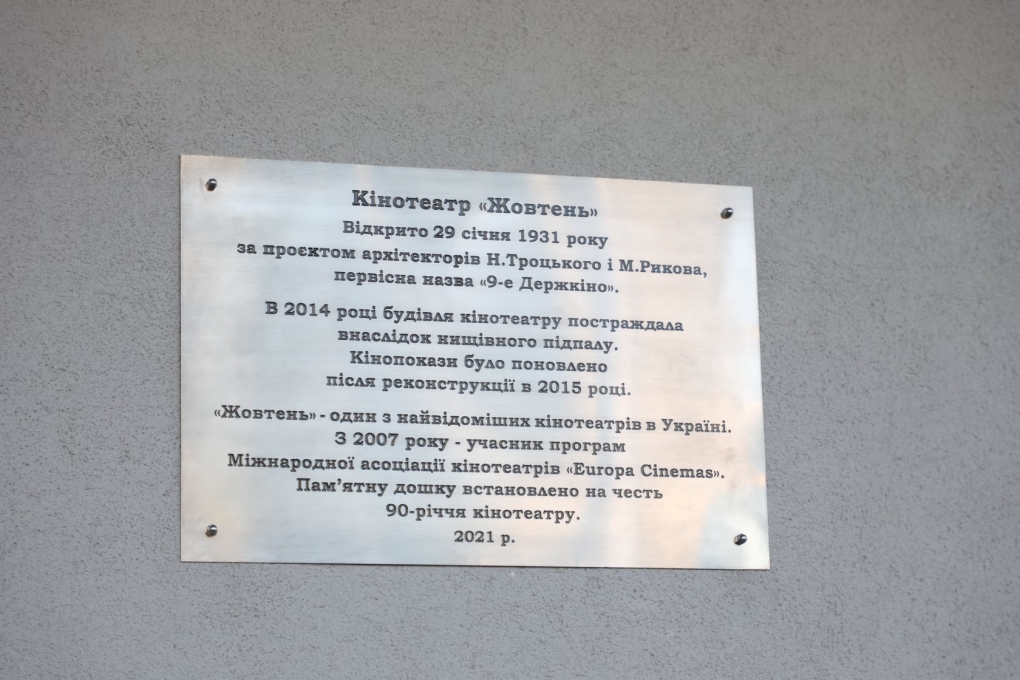 Кінотеатр «Жовтень»
Відкрито 29 січня 1931 року
за проєктом архітекторів Н.Троцького і М.Рикова,
первісна назва «9-е Держкіно».
В 2014 році будівля кінотеатру постраждала
внаслідок нищівного підпалу.
Кінопокази було поновлено
після реконструкції в 2015 році.
«Жовтень» - один з найвідоміших кінотеатрів в Україні.
З 2007 року - учасник програм
Міжнародної асоціації кінотеатрів «Europa Cinemas».
Пам'ятну дошку встановлено на честь
90-річчя кінотеатру.
2021 р.